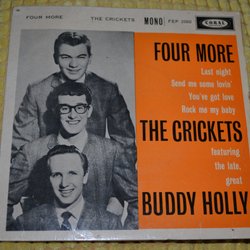 FOUR MORE THE CRICKETS MONO FEP 2060 CORAL
FOUR MORE
Last night
Send me some lovin'
You've got love
Rock me my baby
THE CRICKETS
featuring
the late,
great
BUDDY HOLLY